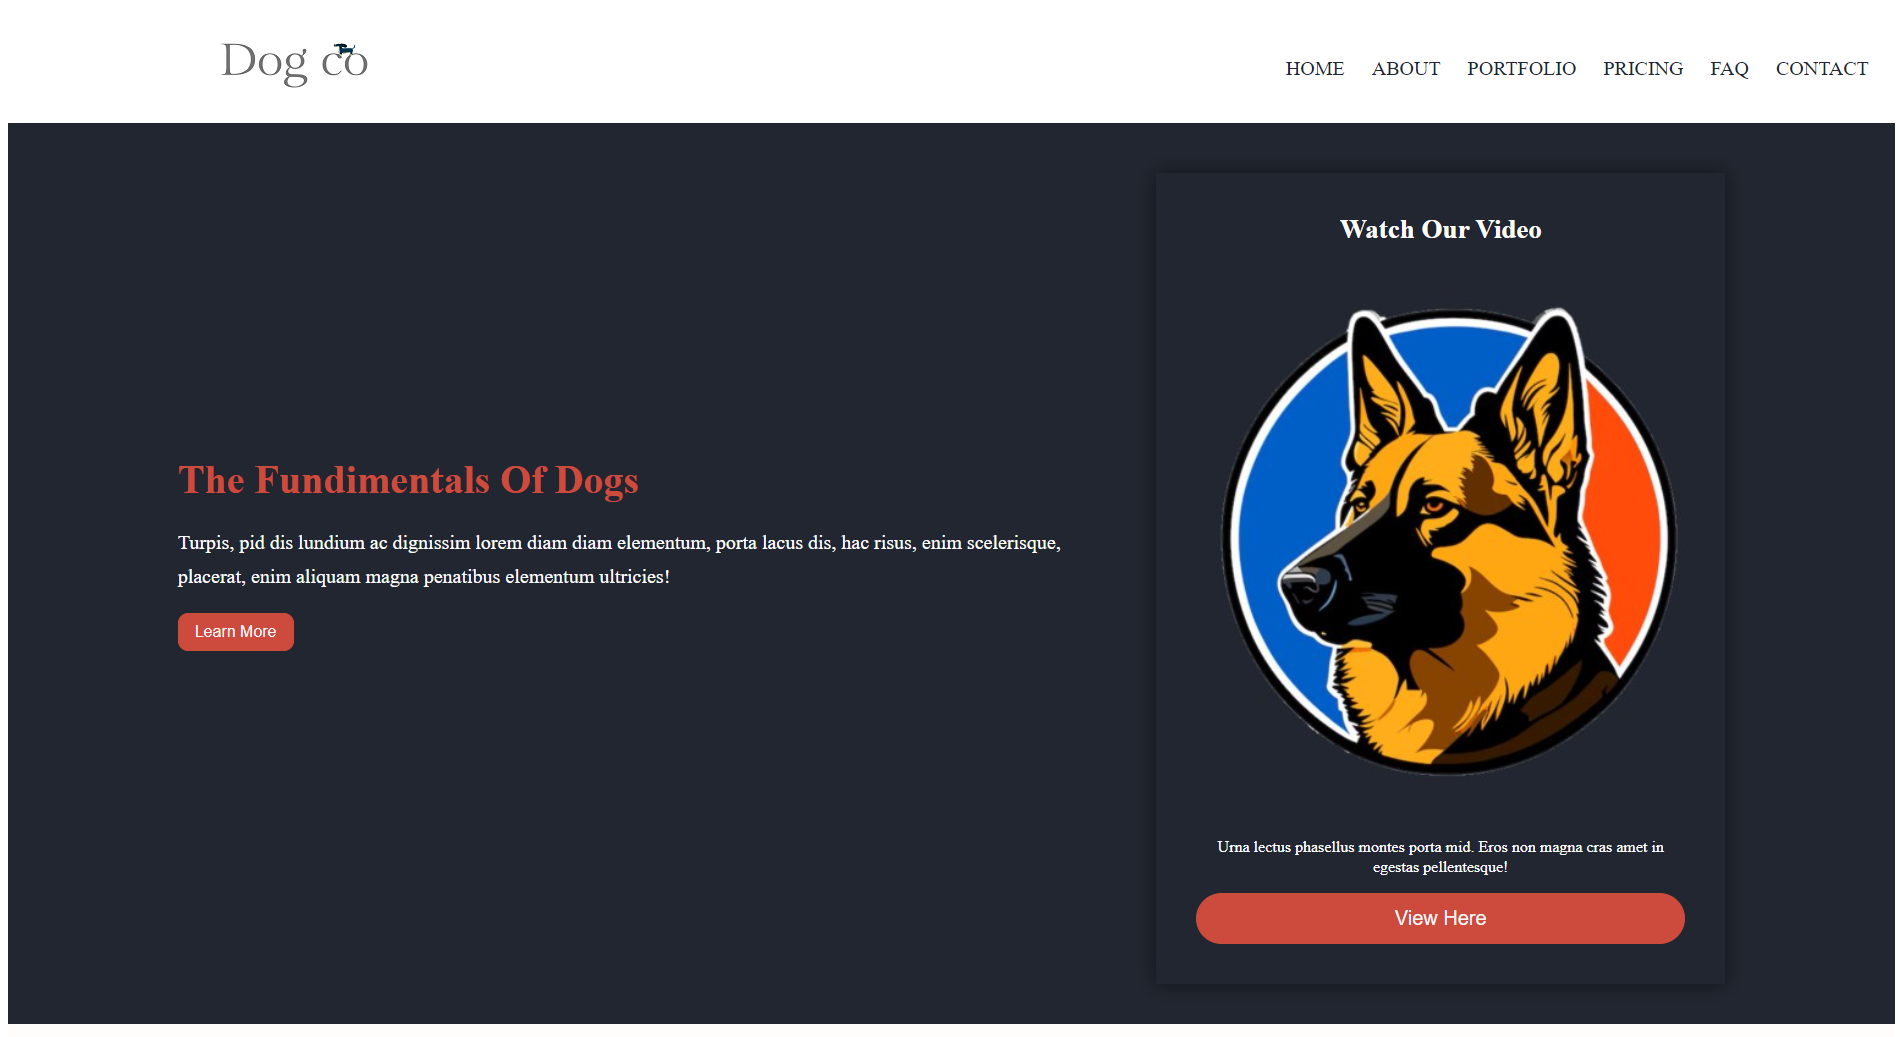 Dog co
HOME ABOUT PORTFOLIO PRICING FAQ CONTACT
The Fundimentals Of Dogs
Turpis, pid dis lundium ac dignissim lorem diam diam elementum, porta lacus dis, hac risus, enim scelerisque,
placerat, enim aliquam magna penatibus elementum ultricies!
Learn More
Watch Our Video
Urna lectus phasellus montes porta mid. Eros non magna cras amet in
egestas pellentesque!
View Here